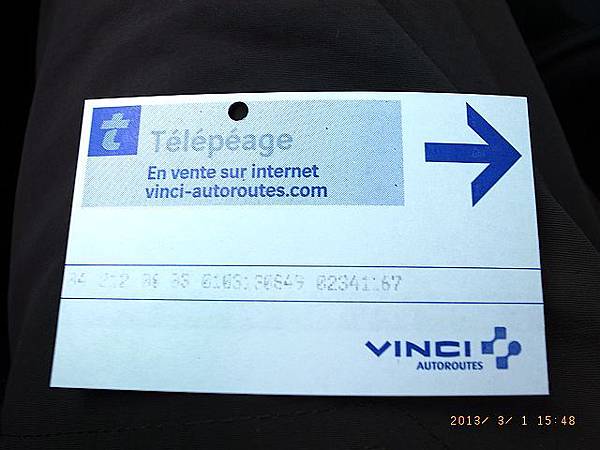 t Télépéage
En vente sur internet
vinci-autoroutes.com
VINCI
AUTOROUTES
2013/ 3/ 1 15:48